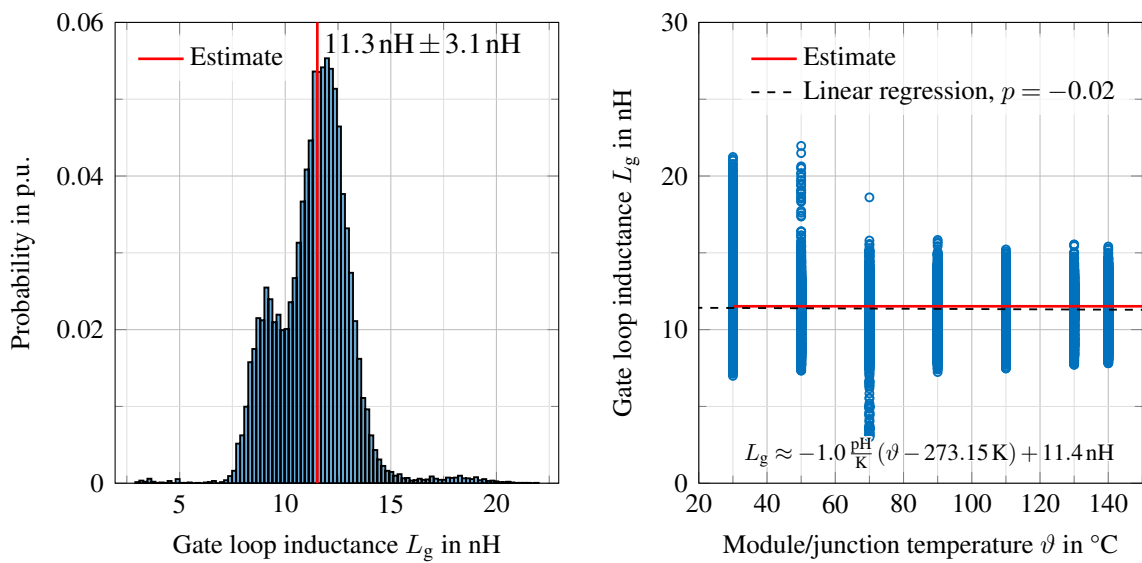 0.06
0.04
0.02
0
Probability in p.u.
Estimate
11.3 nH ± 3.1 nH
5 10 15 20
Gate loop inductance Lg in nH
30
20
10
0
Gate loop inductance Lg in nH
Estimate
Linear regression, p = −0.02
Lg ≈ −1.0 pH/K (ϑ − 273.15 K) + 11.4 nH
20 40 60 80 100 120 140
Module/junction temperature ϑ in °C